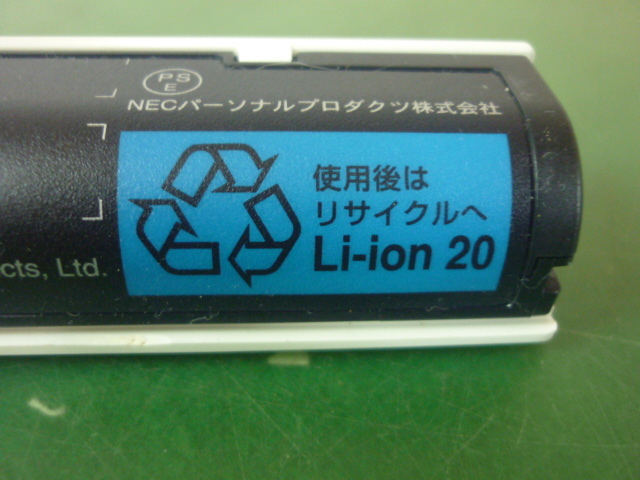 PS
E
NECパーソナルプロダクツ株式会社
使用後は
リサイクルへ
Li-ion 20
cts, Ltd.